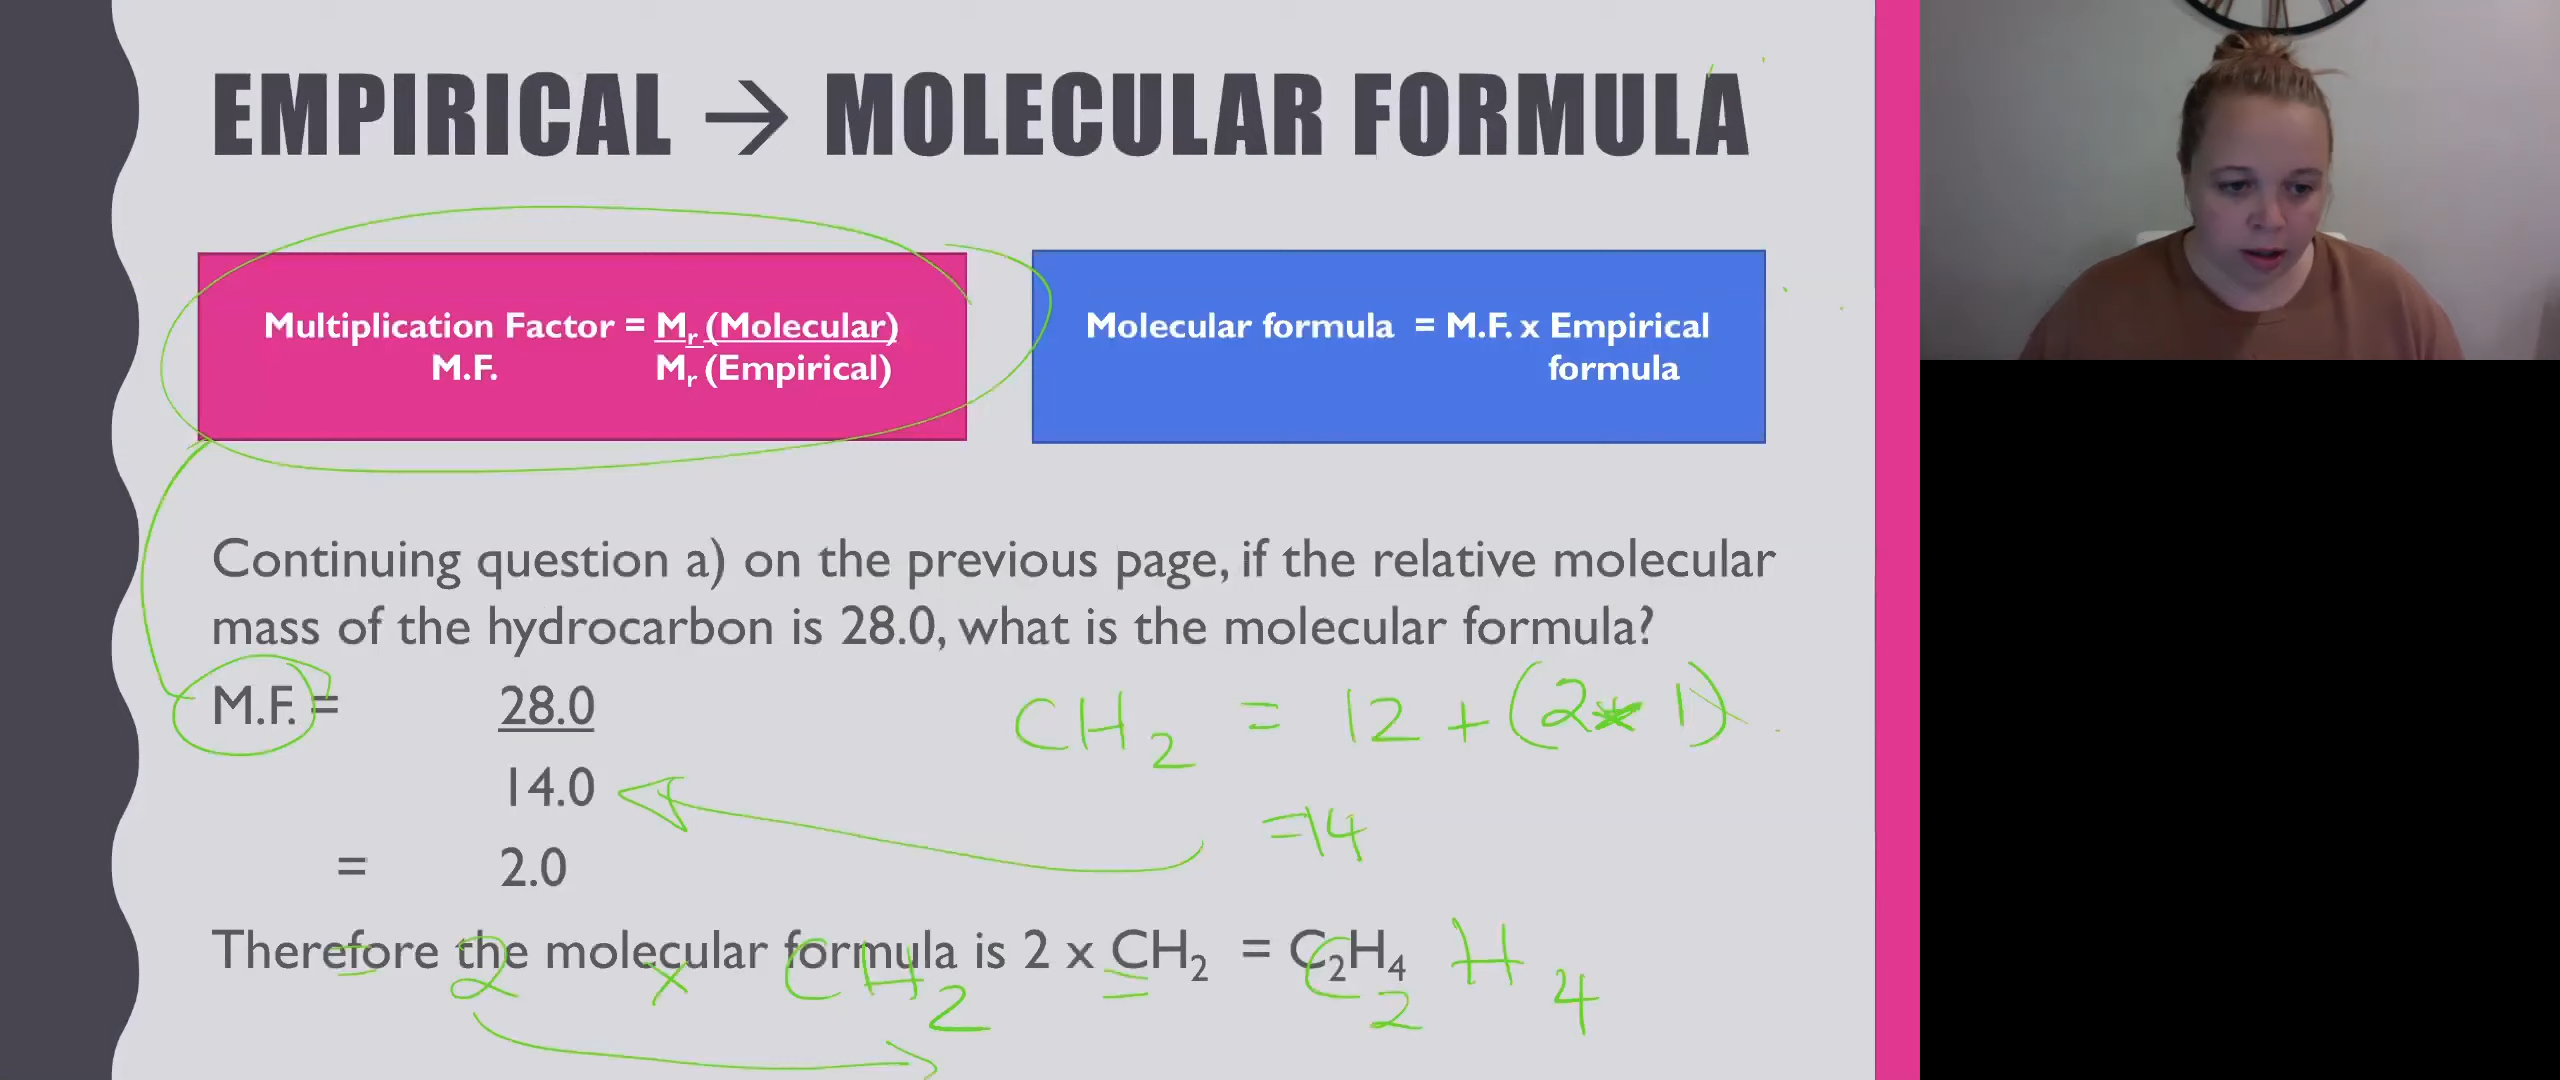 EMPIRICAL → MOLECULAR FORMULA
Multiplication Factor = Mr (Molecular)
M.F. Mr (Empirical)
Molecular formula = M.F. x Empirical
formula
Continuing question a) on the previous page, if the relative molecular
mass of the hydrocarbon is 28.0, what is the molecular formula?
M.F. = 28.0
CH2 = 12 + (2* 1)
14.0
=14
= 2.0
Therefore the molecular formula is 2 x CH2 = C2H4
= 2 x CH2 = C2 H4